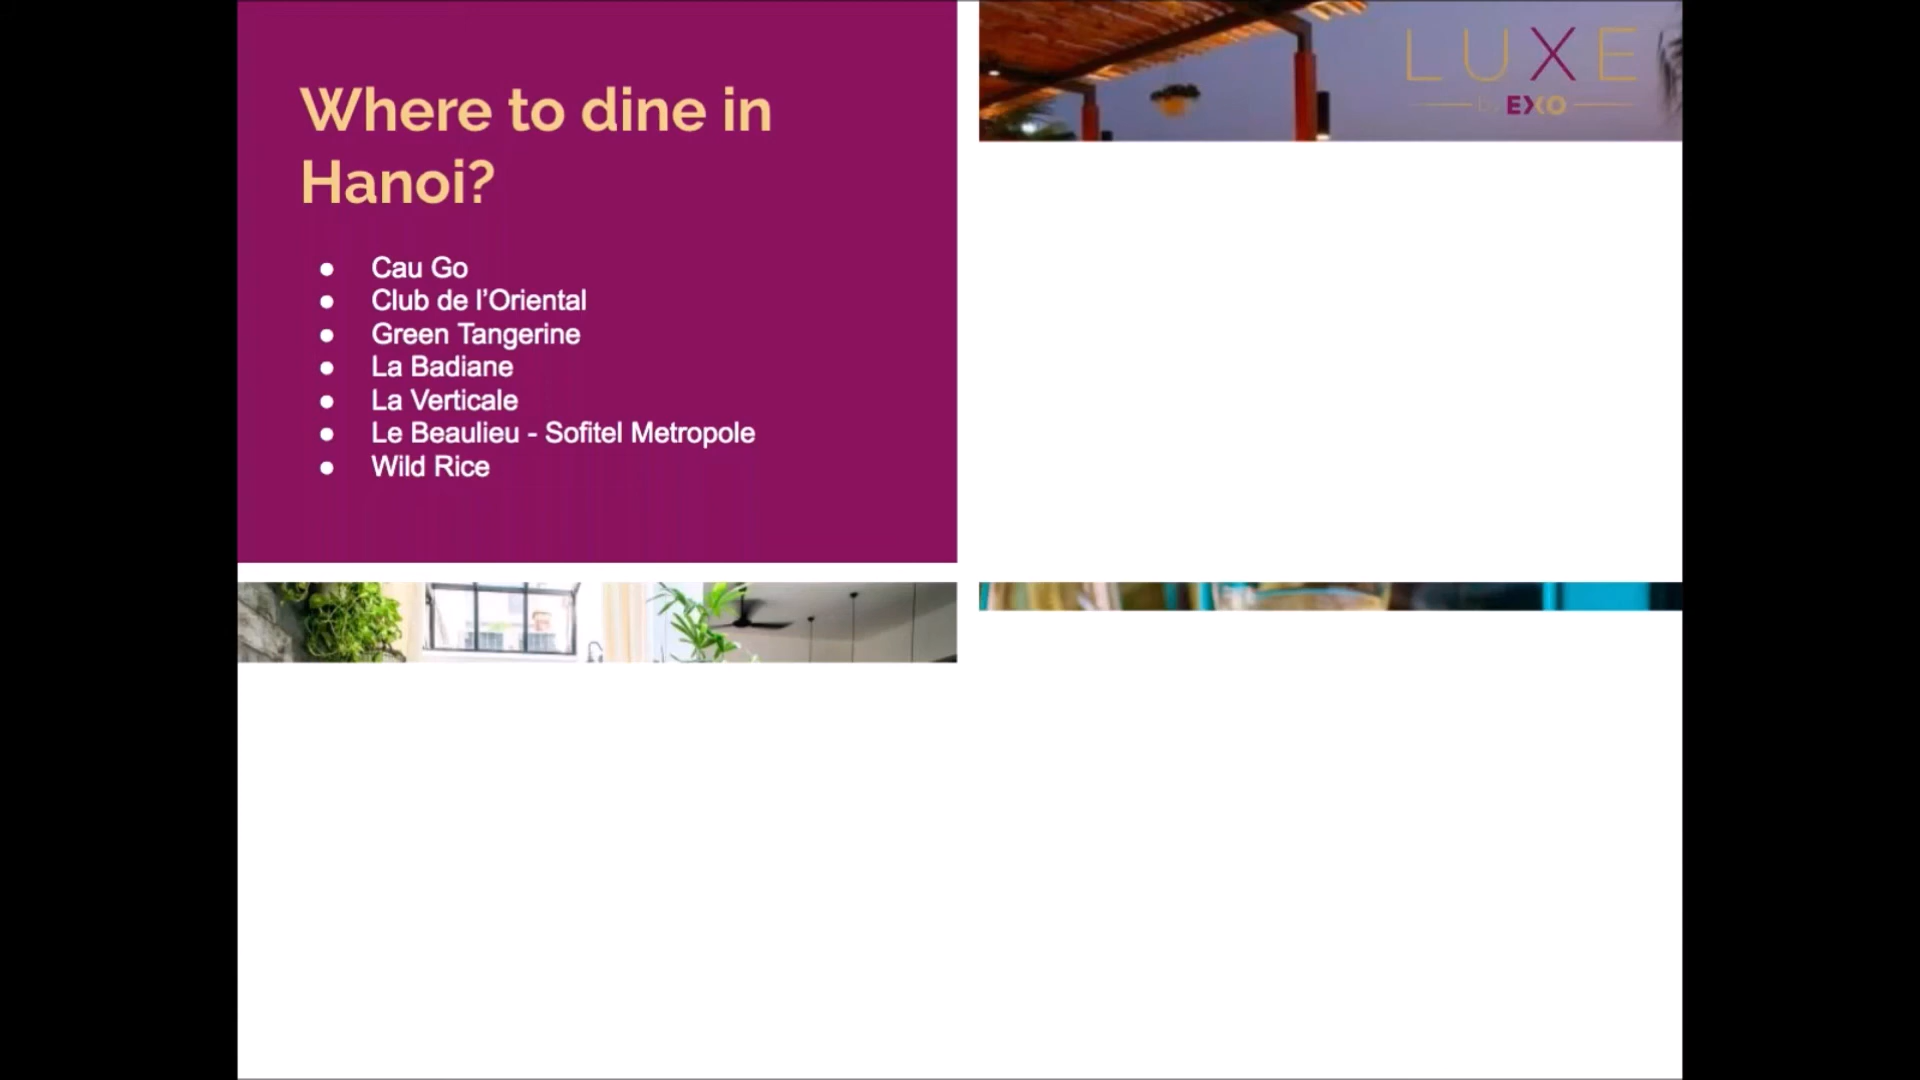 Where to dine in
Hanoi?
● Cau Go
● Club de l’Oriental
● Green Tangerine
● La Badiane
● La Verticale
● Le Beaulieu - Sofitel Metropole
● Wild Rice
LUXE
by EXO